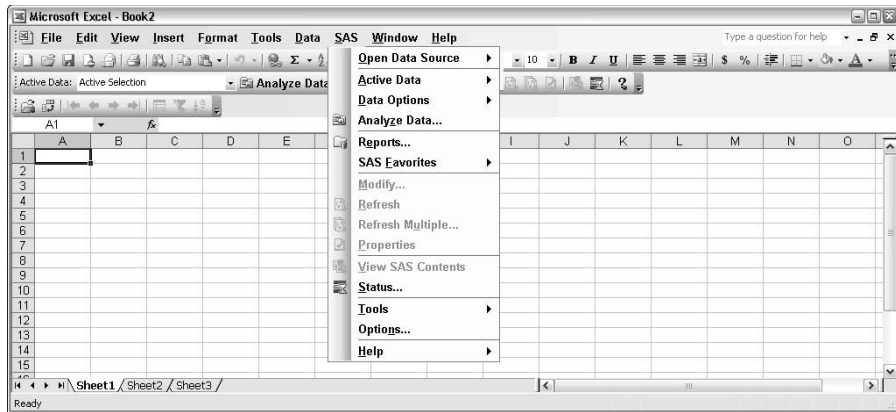 Microsoft Excel - Book2
File Edit View Insert Format Tools Data SAS Window Help Type a question for help
10 B I U $ %
Active Data: Active Selection Analyze Data
A1 fx
A B C D E I J K L M N O
Open Data Source
Active Data
Data Options
Analyze Data...
Reports...
SAS Favorites
Modify...
Refresh
Refresh Multiple...
Properties
View SAS Contents
Status...
Tools
Options...
Help
1
2
3
4
5
6
7
8
9
10
11
12
13
14
15
Sheet1 Sheet2 Sheet3
Ready